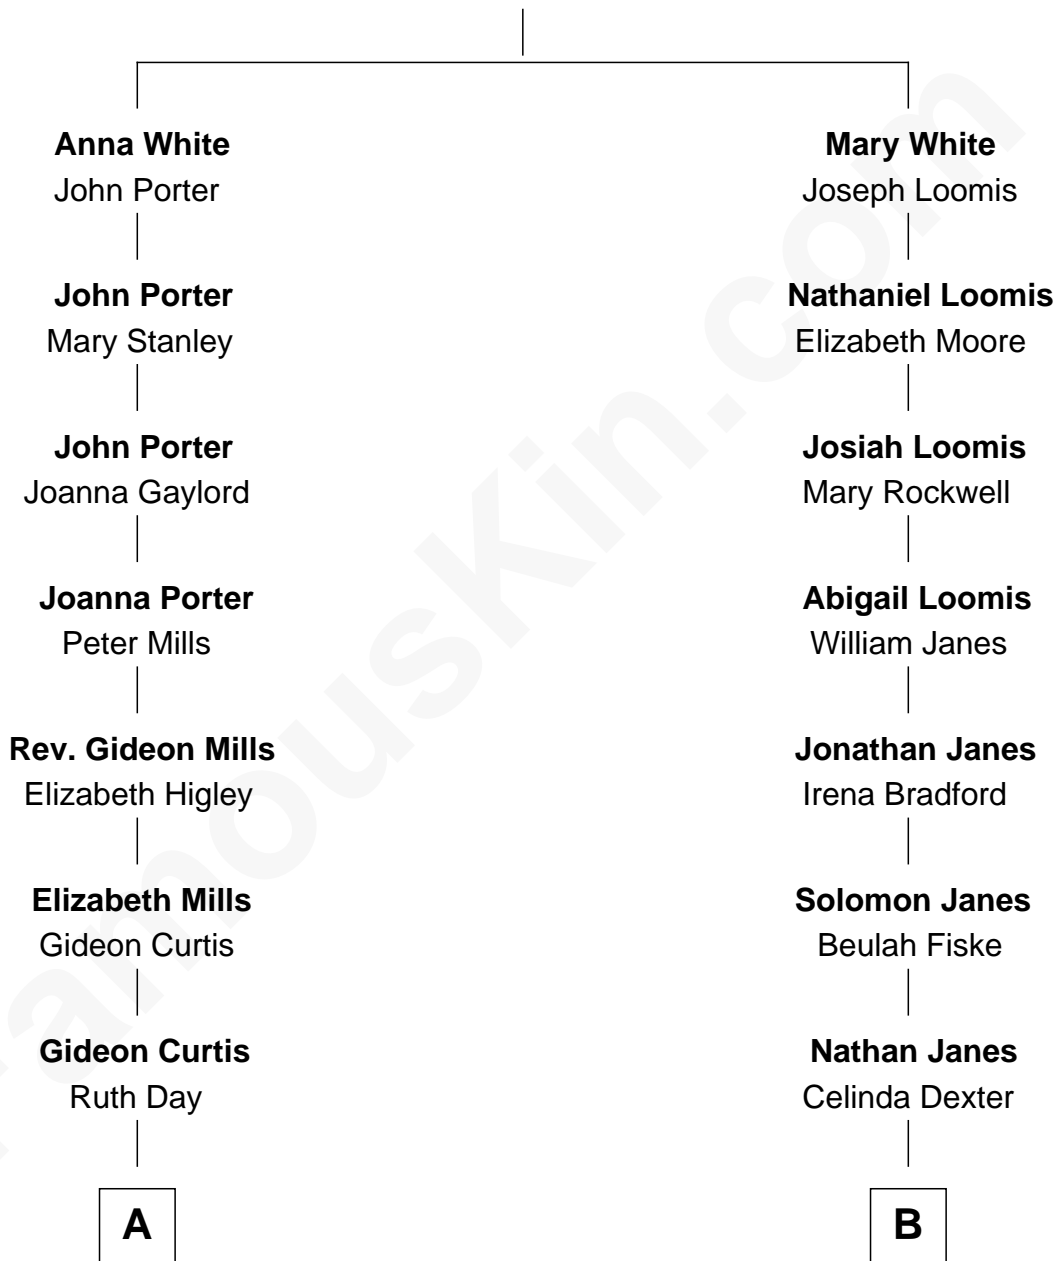 Anna White
John Porter
John Porter
Mary Stanley
John Porter
Joanna Gaylord
Joanna Porter
Peter Mills
Rev. Gideon Mills
Elizabeth Higley
Elizabeth Mills
Gideon Curtis
Gideon Curtis
Ruth Day
A
Mary White
Joseph Loomis
Nathaniel Loomis
Elizabeth Moore
Josiah Loomis
Mary Rockwell
Abigail Loomis
William Janes
Jonathan Janes
Irena Bradford
Solomon Janes
Beulah Fiske
Nathan Janes
Celinda Dexter
B
FamousKin.com